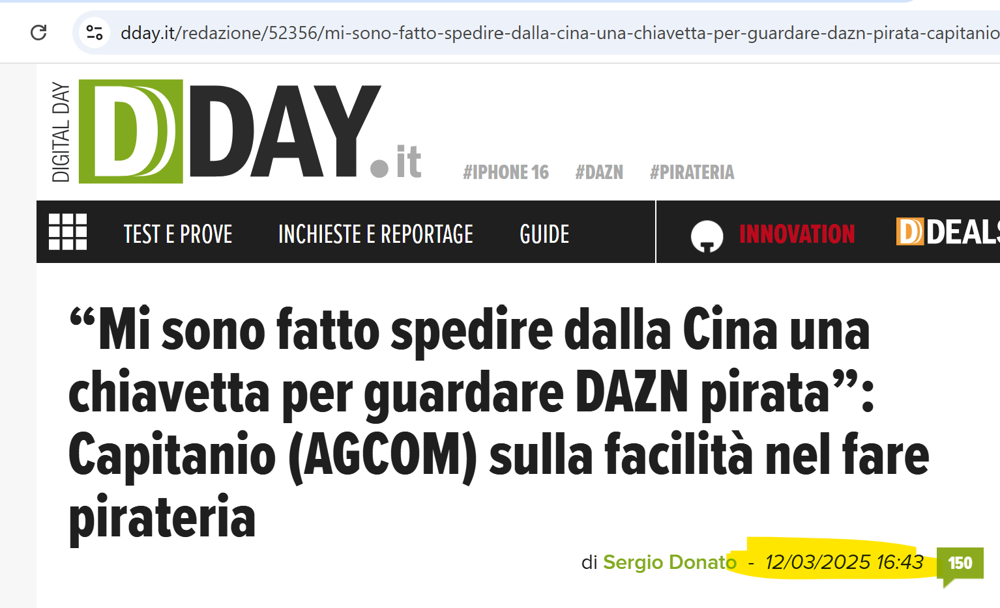 dday.it/redazione/52356/mi-sono-fatto-spedire-dalla-cina-una-chiavetta-per-guardare-dazn-pirata-capitanio
DIGITAL DAY
DDAY.it
#IPHONE 16 #DAZN #PIRATERIA
TEST E PROVE INCHIESTE E REPORTAGE GUIDE INNOVATION DDEALS
“Mi sono fatto spedire dalla Cina una
chiavetta per guardare DAZN pirata”:
Capitanio (AGCOM) sulla facilità nel fare
pirateria
di Sergio Donato - 12/03/2025 16:43 150